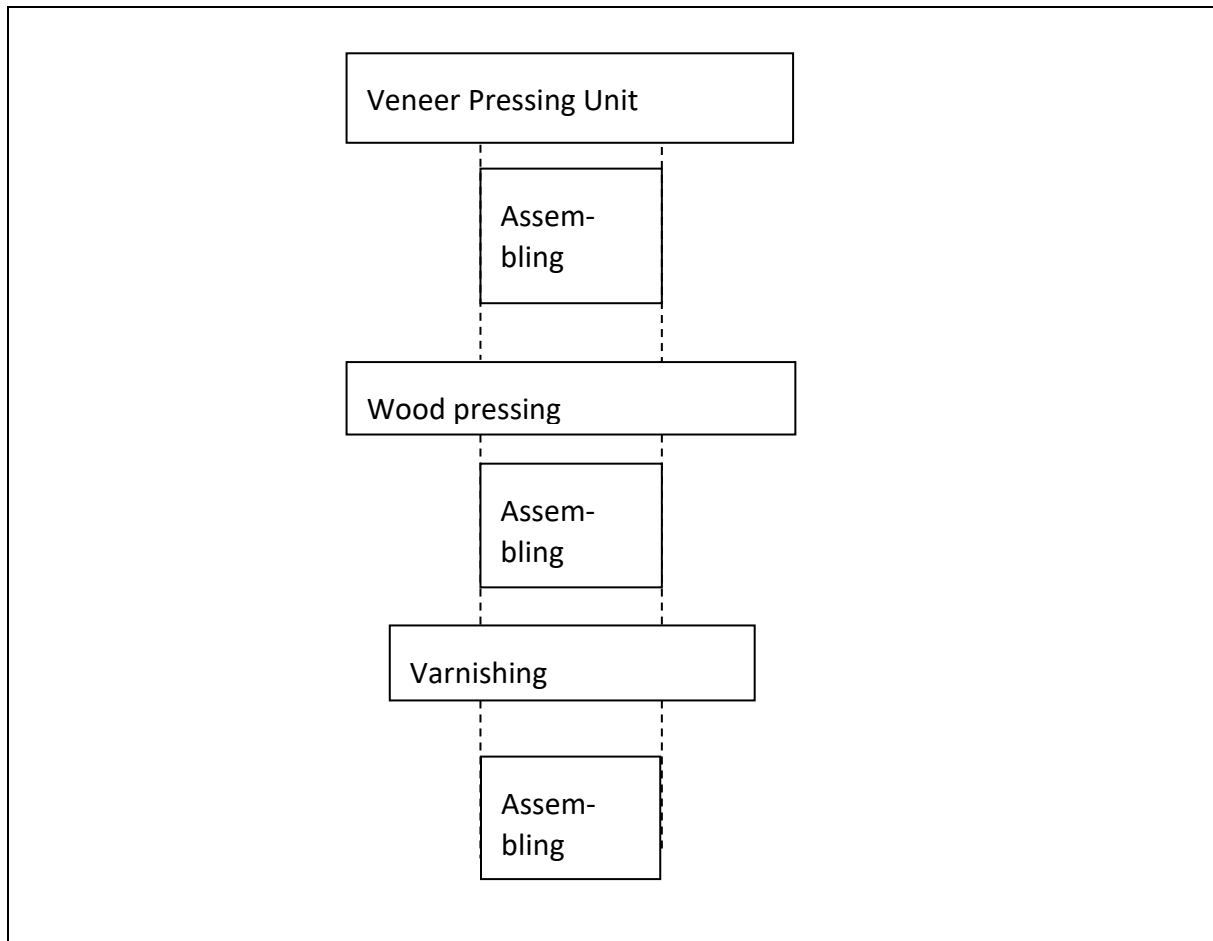 Veneer Pressing Unit
Assem-
bling
Wood pressing
Assem-
bling
Varnishing
Assem-
bling